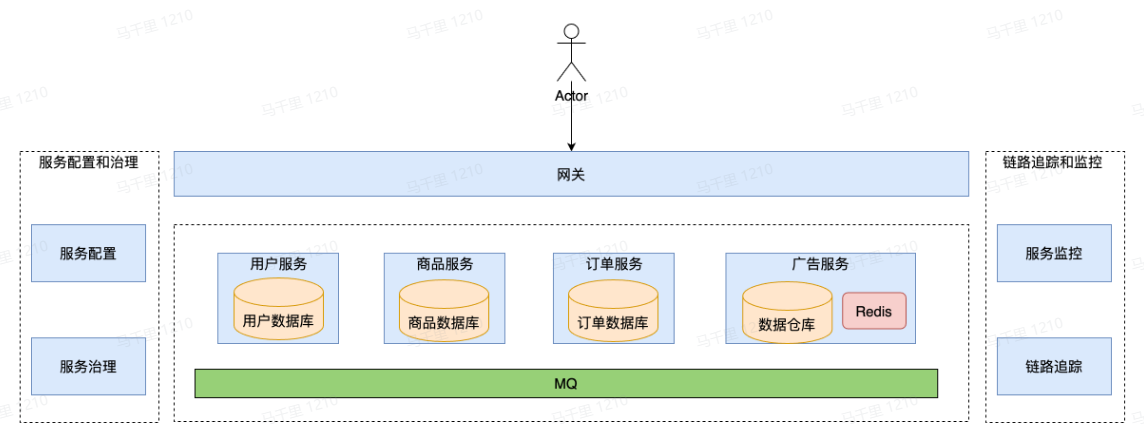 马千里 1210
Actor
服务配置和治理
网关
链路追踪和监控
服务配置
用户服务
商品服务
订单服务
广告服务
服务监控
用户数据库
商品数据库
订单数据库
数据仓库
Redis
服务治理
链路追踪
MQ